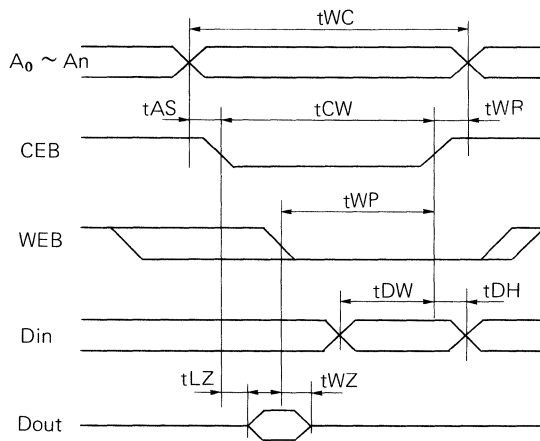 tWC
A₀ ~ An
tAS tCW tWR
CEB
tWP
WEB
tDW tDH
Din
tLZ tWZ
Dout